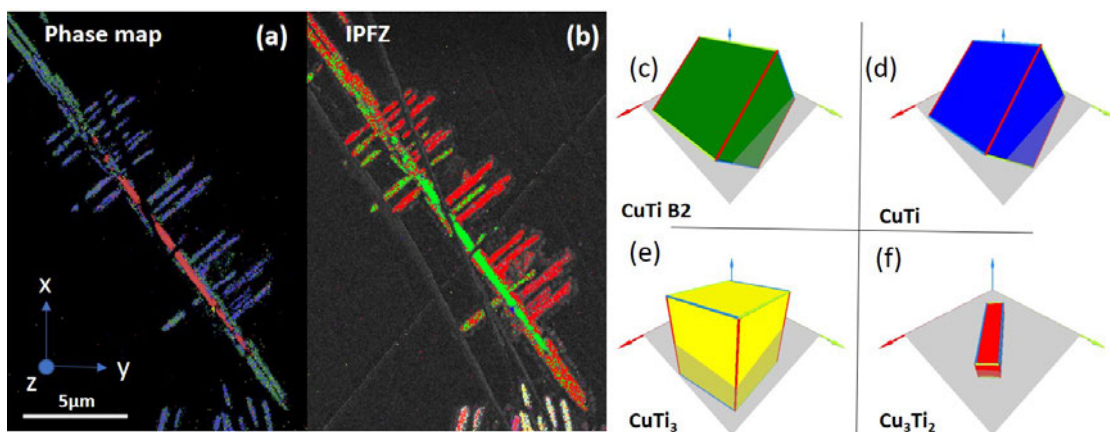 Phase map (a)
IPFZ (b)
x
z
y
5μm
(c)
CuTi B2
(d)
CuTi
(e)
CuTi₃
(f)
Cu₃Ti₂